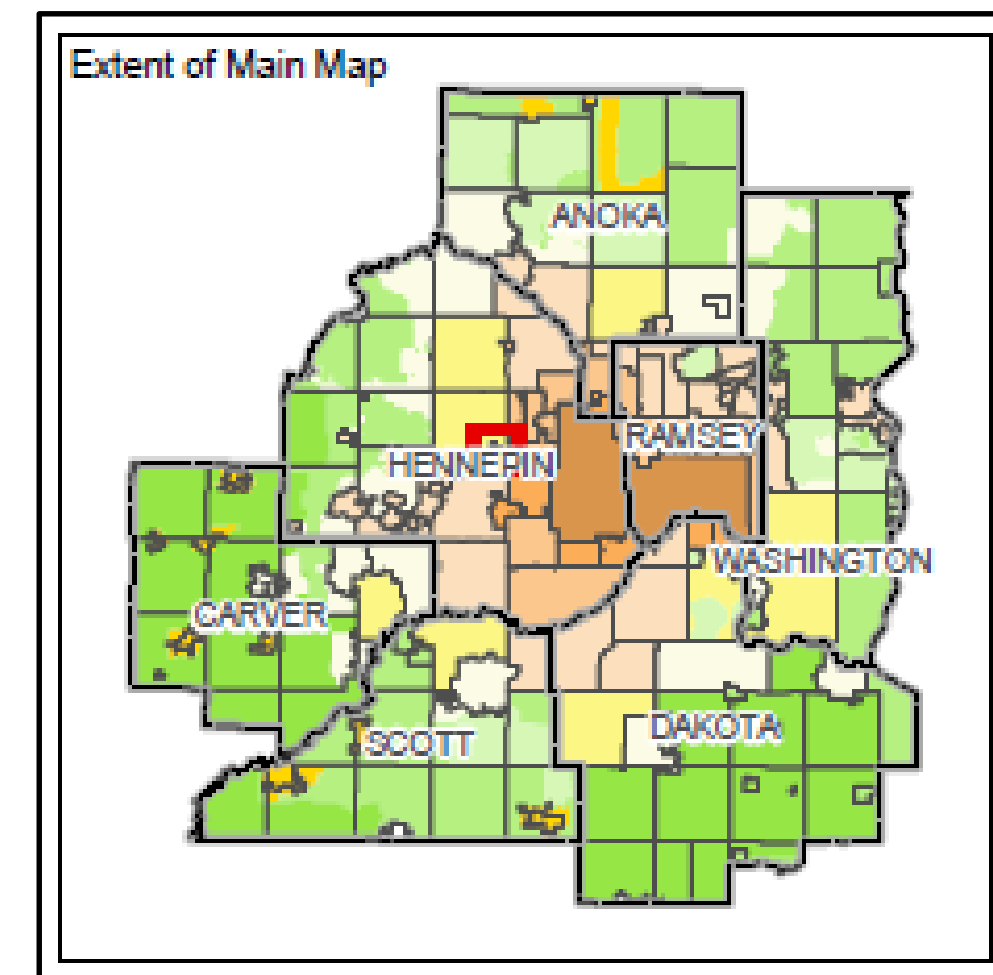 Extent of Main Map
ANOKA
RAMSEY
HENNEPIN
WASHINGTON
CARVER
DAKOTA
SCOTT